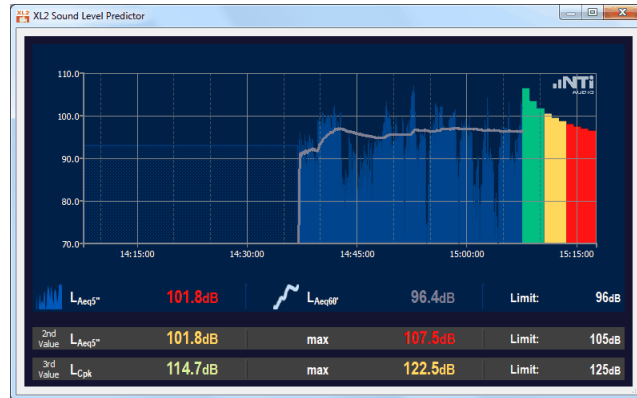 XL2 Sound Level Predictor
NTi
AUDIO
110.0
100.0
90.0
80.0
70.0
14:15:00 14:30:00 14:45:00 15:00:00 15:15:00
LAeq5" 101.8dB LAeq60' 96.4dB Limit: 96dB
2nd Value LAeq5" 101.8dB max 107.5dB Limit: 105dB
3rd Value LCpk 114.7dB max 122.5dB Limit: 125dB